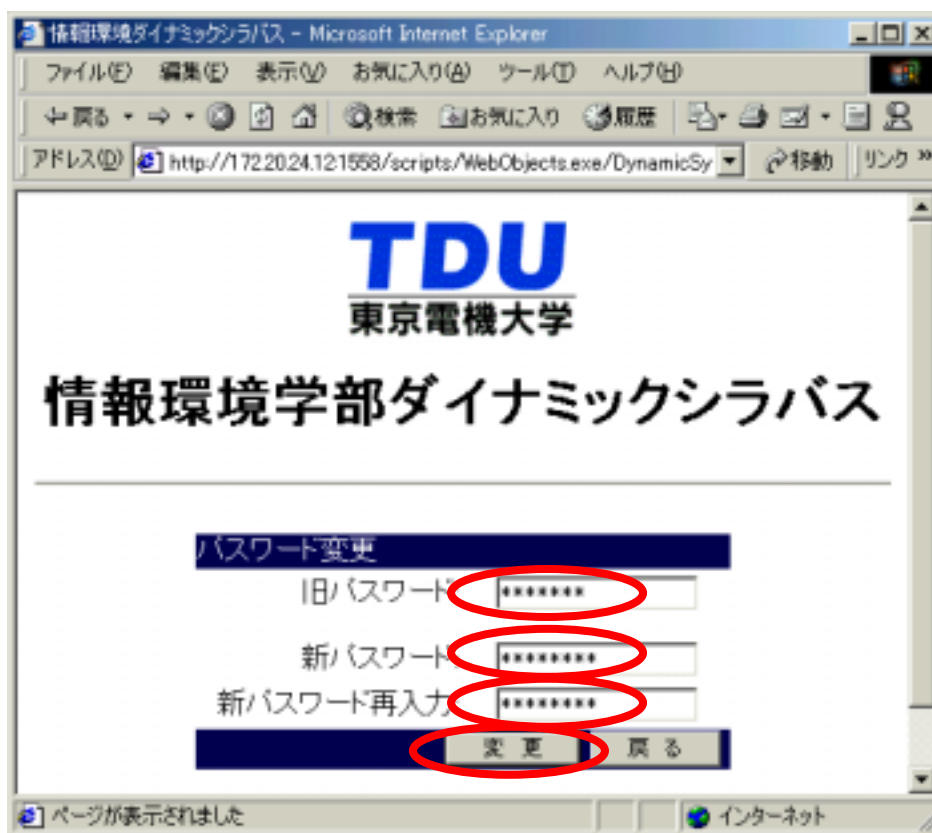 情報環境ダイナミックシラバス - Microsoft Internet Explorer
ファイル(F) 編集(E) 表示(V) お気に入り(A) ツール(T) ヘルプ(H)
戻る 検索 お気に入り 履歴
アドレス(D) http://172.20.24.12:1558/scripts/WebObjects.exe/DynamicSy 移動 リンク »
TDU
東京電機大学
情報環境学部ダイナミックシラバス
パスワード変更
旧パスワード *******
新パスワード ********
新パスワード再入力 ********
変 更 戻 る
ページが表示されました インターネット